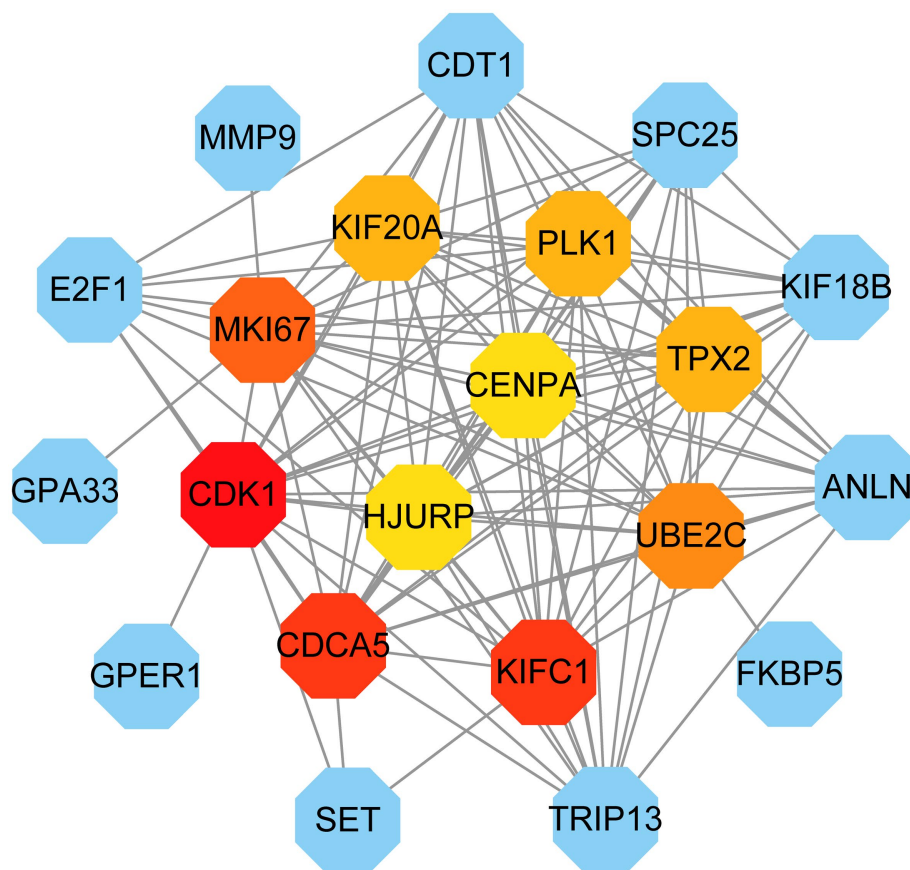 CDT1
MMP9
SPC25
KIF20A
PLK1
E2F1
KIF18B
MKI67
TPX2
CENPA
GPA33
CDK1
ANLN
HJURP
UBE2C
CDCA5
KIFC1
GPER1
FKBP5
SET
TRIP13